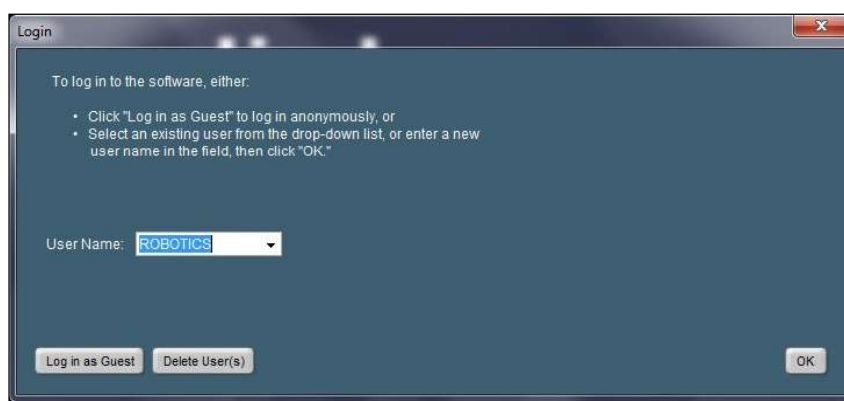 Login
X
To log in to the software, either:
• Click "Log in as Guest" to log in anonymously, or
• Select an existing user from the drop-down list, or enter a new
user name in the field, then click "OK."
User Name: ROBOTICS
Log in as Guest Delete User(s) OK